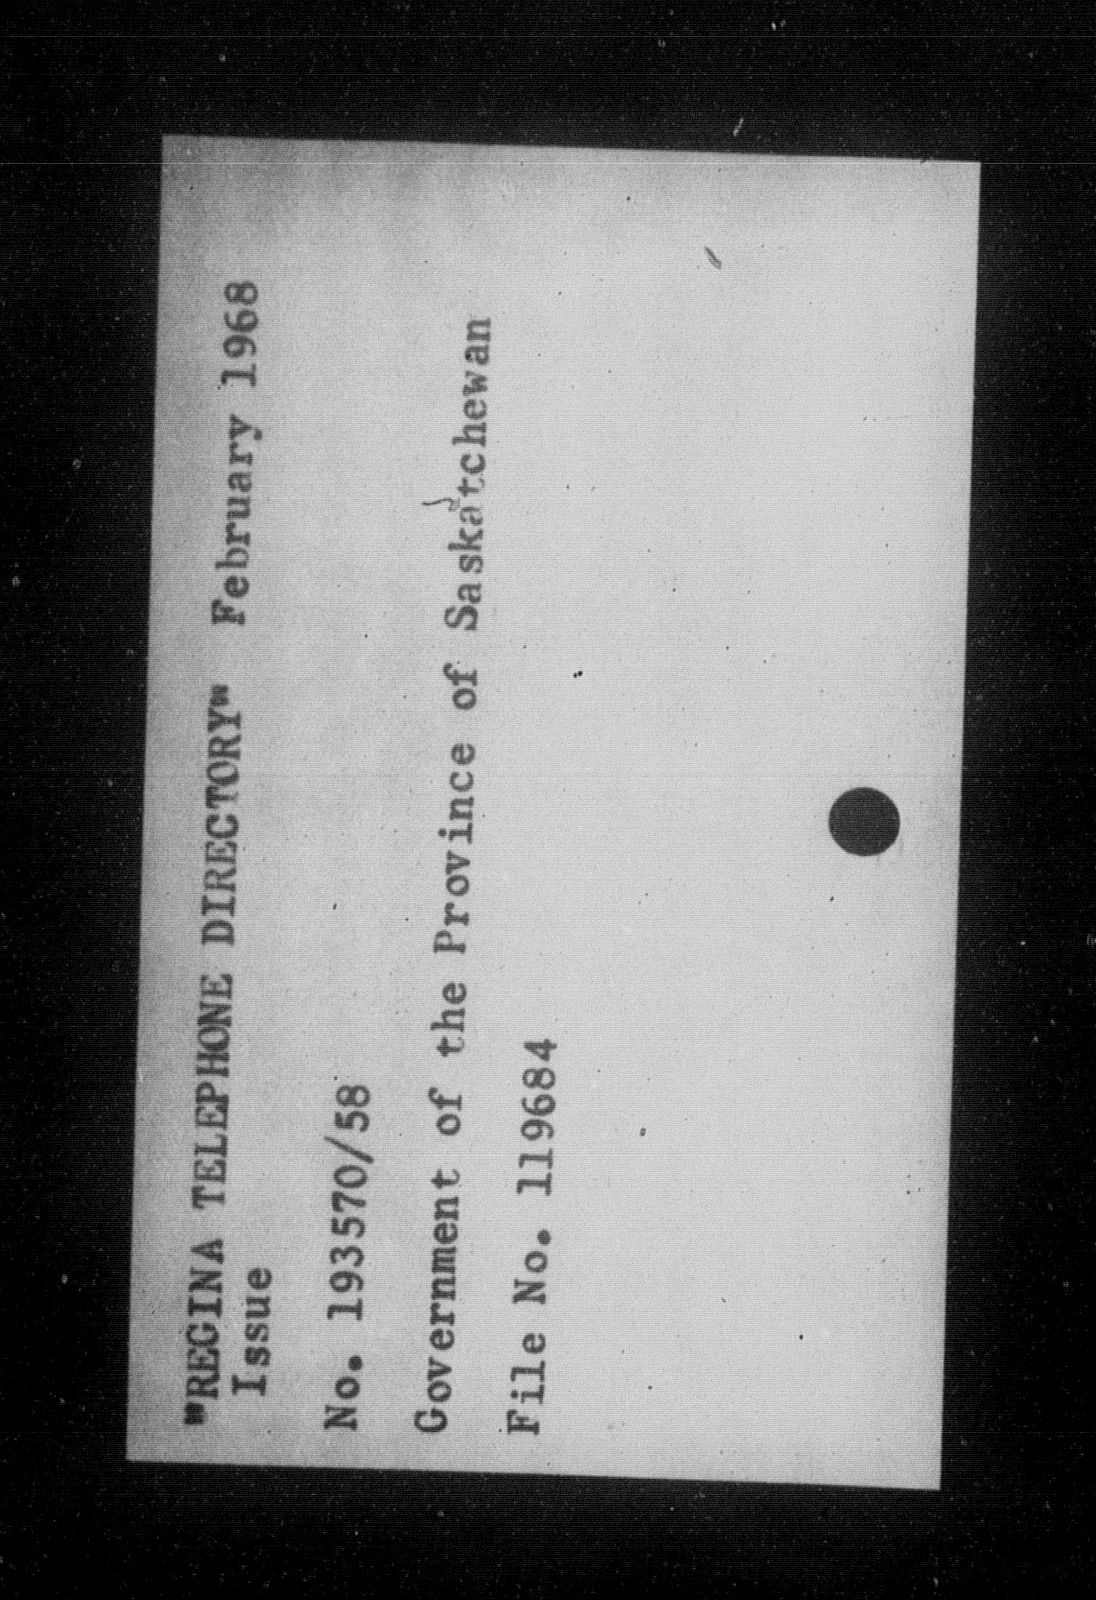 "REGINA TELEPHONE DIRECTORY" February 1968
Issue
No. 193570/58
Government of the Province of Saskatchewan
File No. 119684